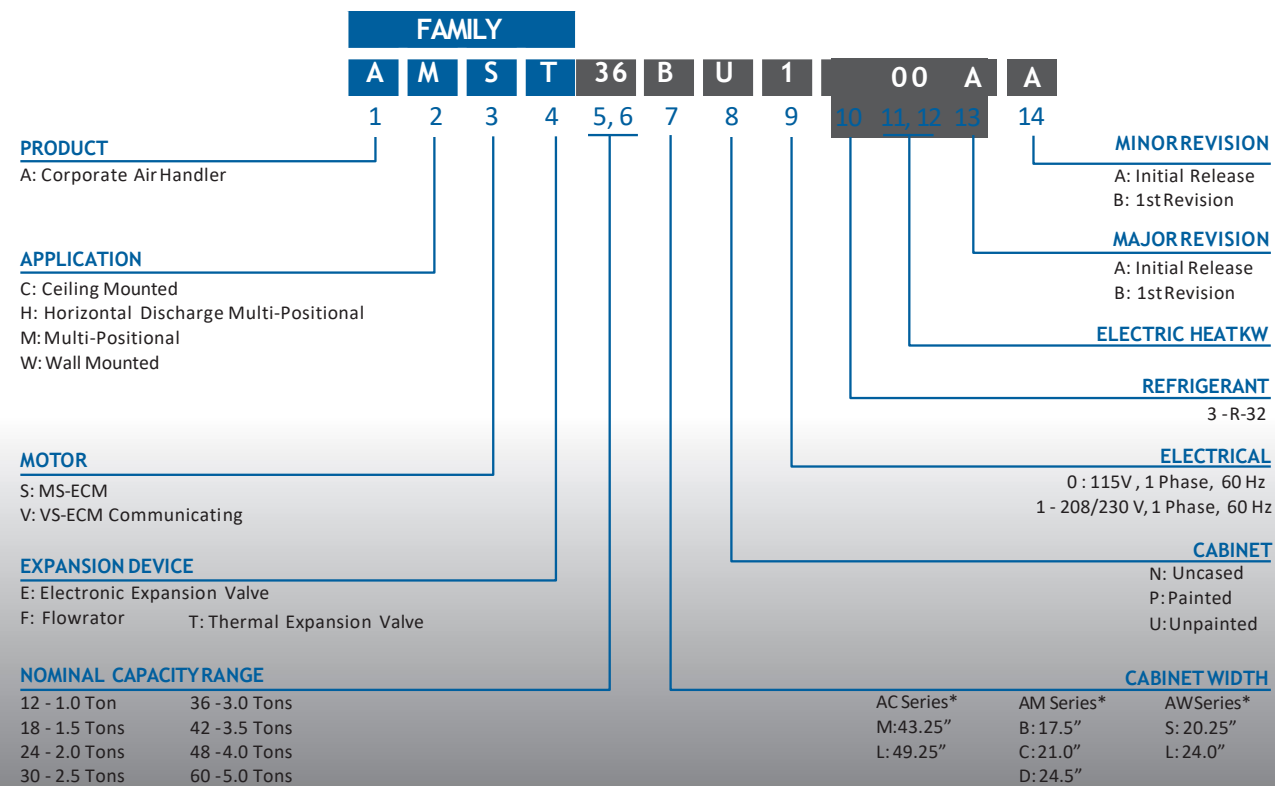 FAMILY
A M S T 36 B U 1 00 A A
1 2 3 4 5, 6 7 8 9 10 11, 12 13 14
PRODUCT
A: Corporate Air Handler
APPLICATION
C: Ceiling Mounted
H: Horizontal Discharge Multi-Positional
M: Multi-Positional
W: Wall Mounted
MOTOR
S: MS-ECM
V: VS-ECM Communicating
EXPANSION DEVICE
E: Electronic Expansion Valve
F: Flowrator T: Thermal Expansion Valve
NOMINAL CAPACITY RANGE
12 - 1.0 Ton 36 - 3.0 Tons
18 - 1.5 Tons 42 - 3.5 Tons
24 - 2.0 Tons 48 - 4.0 Tons
30 - 2.5 Tons 60 - 5.0 Tons
MINOR REVISION
A: Initial Release
B: 1st Revision
MAJOR REVISION
A: Initial Release
B: 1st Revision
ELECTRIC HEAT KW
REFRIGERANT
3 - R-32
ELECTRICAL
0 : 115V , 1 Phase, 60 Hz
1 - 208/230 V, 1 Phase, 60 Hz
CABINET
N: Uncased
P: Painted
U: Unpainted
CABINET WIDTH
AC Series* AM Series* AW Series*
M: 43.25” B: 17.5” S: 20.25”
L: 49.25” C: 21.0” L: 24.0”
D: 24.5”